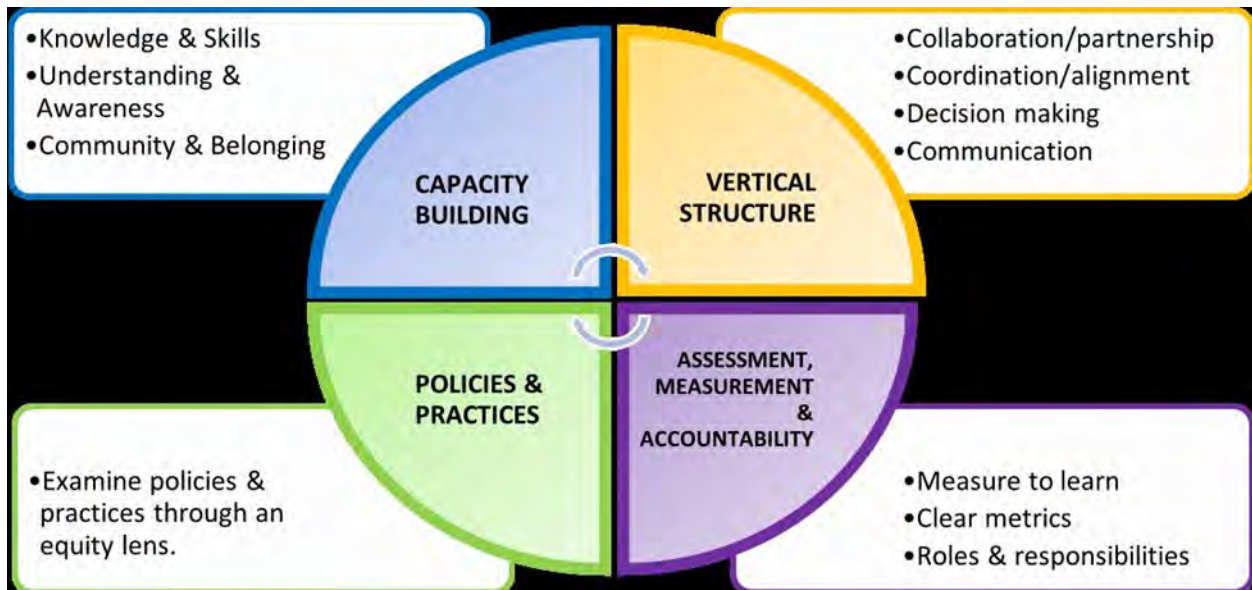 •Knowledge & Skills
•Understanding &
Awareness
•Community & Belonging
•Collaboration/partnership
•Coordination/alignment
•Decision making
•Communication
CAPACITY
BUILDING
VERTICAL
STRUCTURE
POLICIES &
PRACTICES
ASSESSMENT,
MEASUREMENT
&
ACCOUNTABILITY
•Examine policies &
practices through an
equity lens.
•Measure to learn
•Clear metrics
•Roles & responsibilities